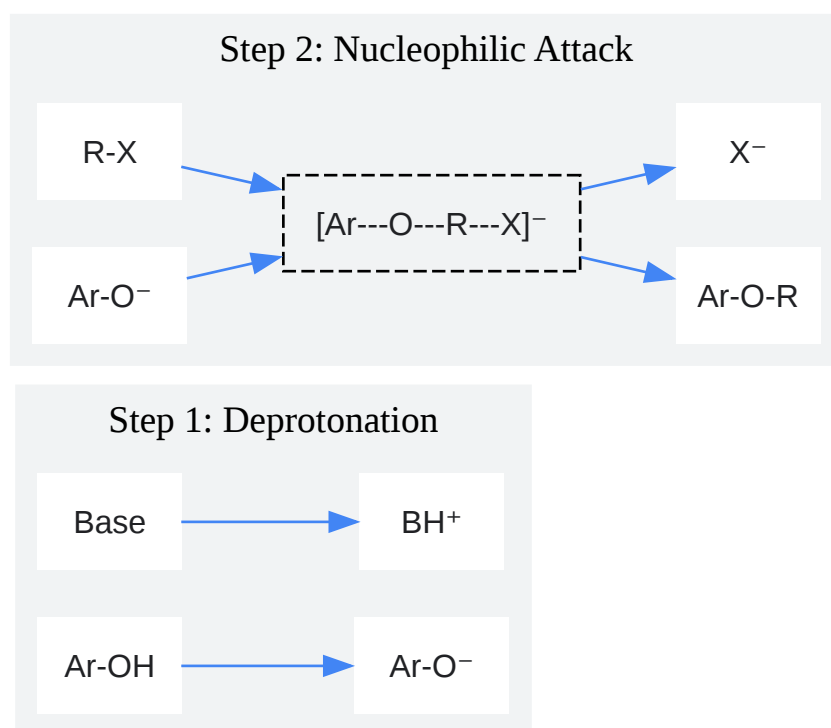 Step 2: Nucleophilic Attack
R-X
X⁻
[Ar---O---R---X]⁻
Ar-O⁻
Ar-O-R
Step 1: Deprotonation
Base
BH⁺
Ar-OH
Ar-O⁻